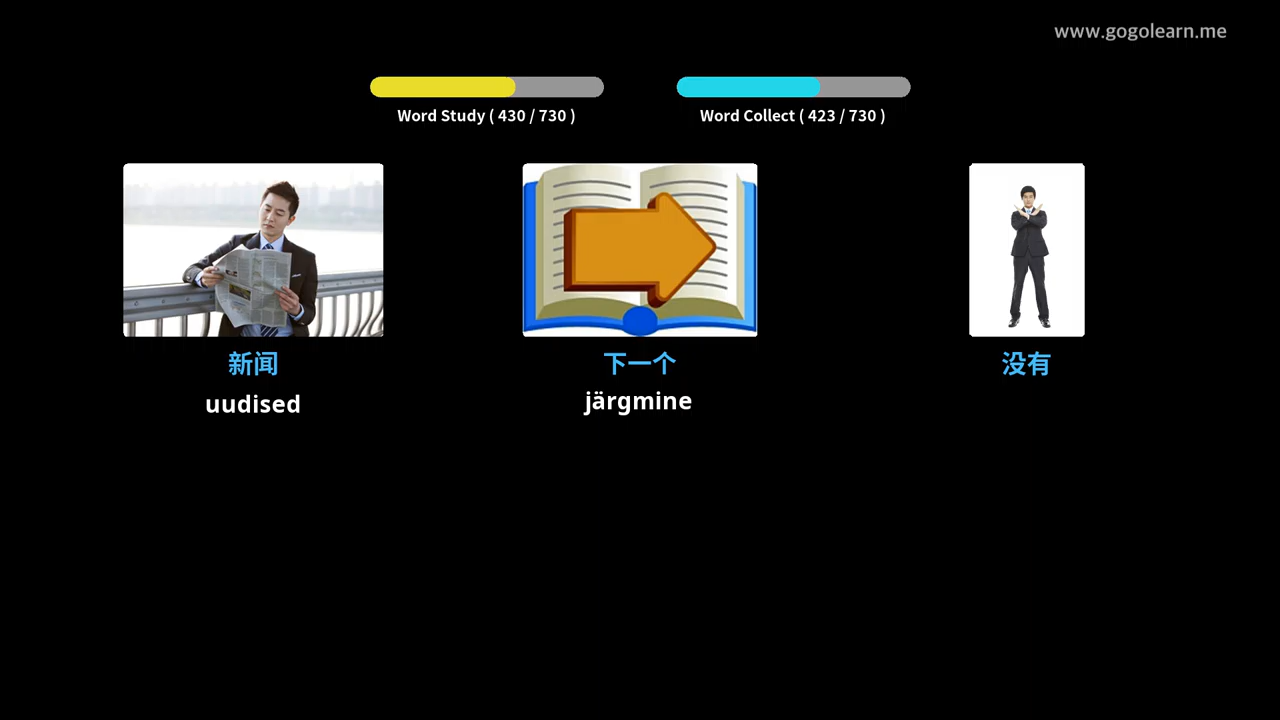 www.gogolearn.me
Word Study ( 430 / 730 )
Word Collect ( 423 / 730 )
新闻
下一个
没有
uudised
järgmine